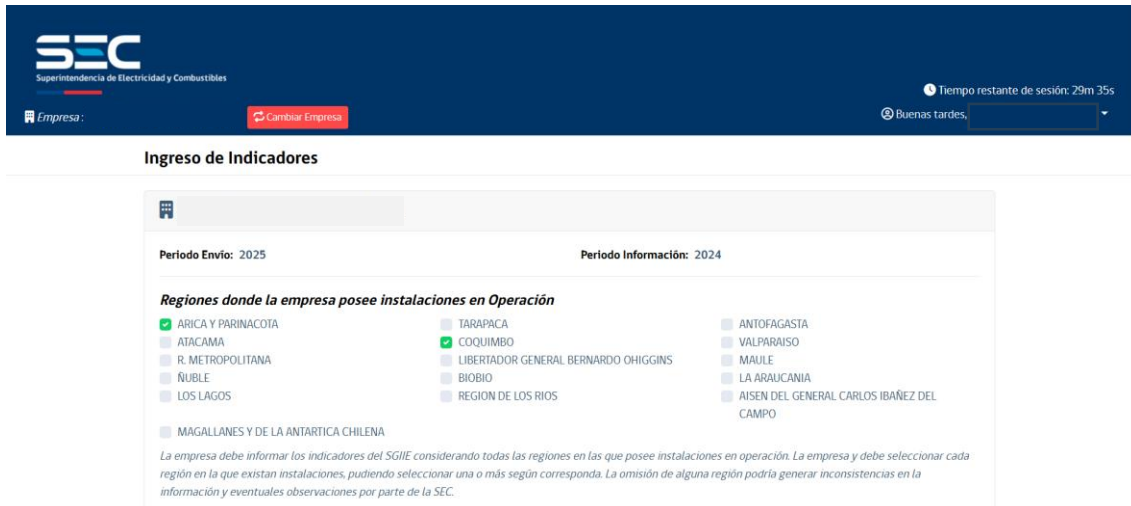 SEC
Superintendencia de Electricidad y Combustibles
Tiempo restante de sesión: 29m 35s
Empresa :
Cambiar Empresa
Buenas tardes,
Ingreso de Indicadores
Periodo Envío: 2025
Periodo Información: 2024
Regiones donde la empresa posee instalaciones en Operación
ARICA Y PARINACOTA
TARAPACA
ANTOFAGASTA
ATACAMA
COQUIMBO
VALPARAISO
R. METROPOLITANA
LIBERTADOR GENERAL BERNARDO OHIGGINS
MAULE
ÑUBLE
BIOBIO
LA ARAUCANIA
LOS LAGOS
REGION DE LOS RIOS
AISEN DEL GENERAL CARLOS IBAÑEZ DEL
CAMPO
MAGALLANES Y DE LA ANTARTICA CHILENA
La empresa debe informar los indicadores del SGIIE considerando todas las regiones en las que posee instalaciones en operación. La empresa y debe seleccionar cada
región en la que existan instalaciones, pudiendo seleccionar una o más según corresponda. La omisión de alguna región podría generar inconsistencias en la
información y eventuales observaciones por parte de la SEC.